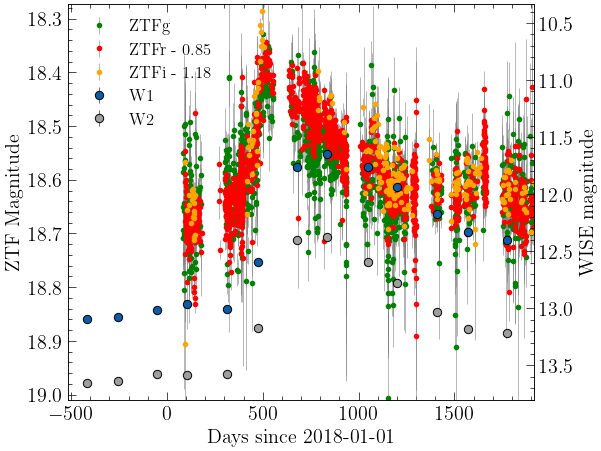 ZTFg
ZTFr - 0.85
ZTFi - 1.18
W1
W2
18.3
18.4
18.5
18.6
18.7
18.8
18.9
19.0
ZTF Magnitude
10.5
11.0
11.5
12.0
12.5
13.0
13.5
WISE magnitude
−500
0
500
1000
1500
Days since 2018-01-01